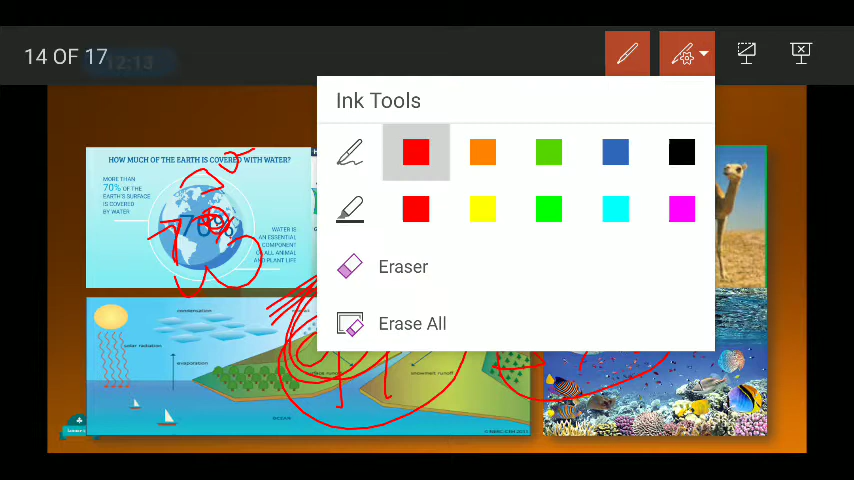 14 OF 17
12:13
Ink Tools
Eraser
Erase All
HOW MUCH OF THE EARTH IS COVERED WITH WATER?
MORE THAN
70% OF THE
EARTH'S SURFACE
IS COVERED
BY WATER
WATER IS
AN ESSENTIAL
COMPONENT
OF ALL ANIMAL
AND PLANT LIFE
solar radiation
evaporation
snowmelt runoff